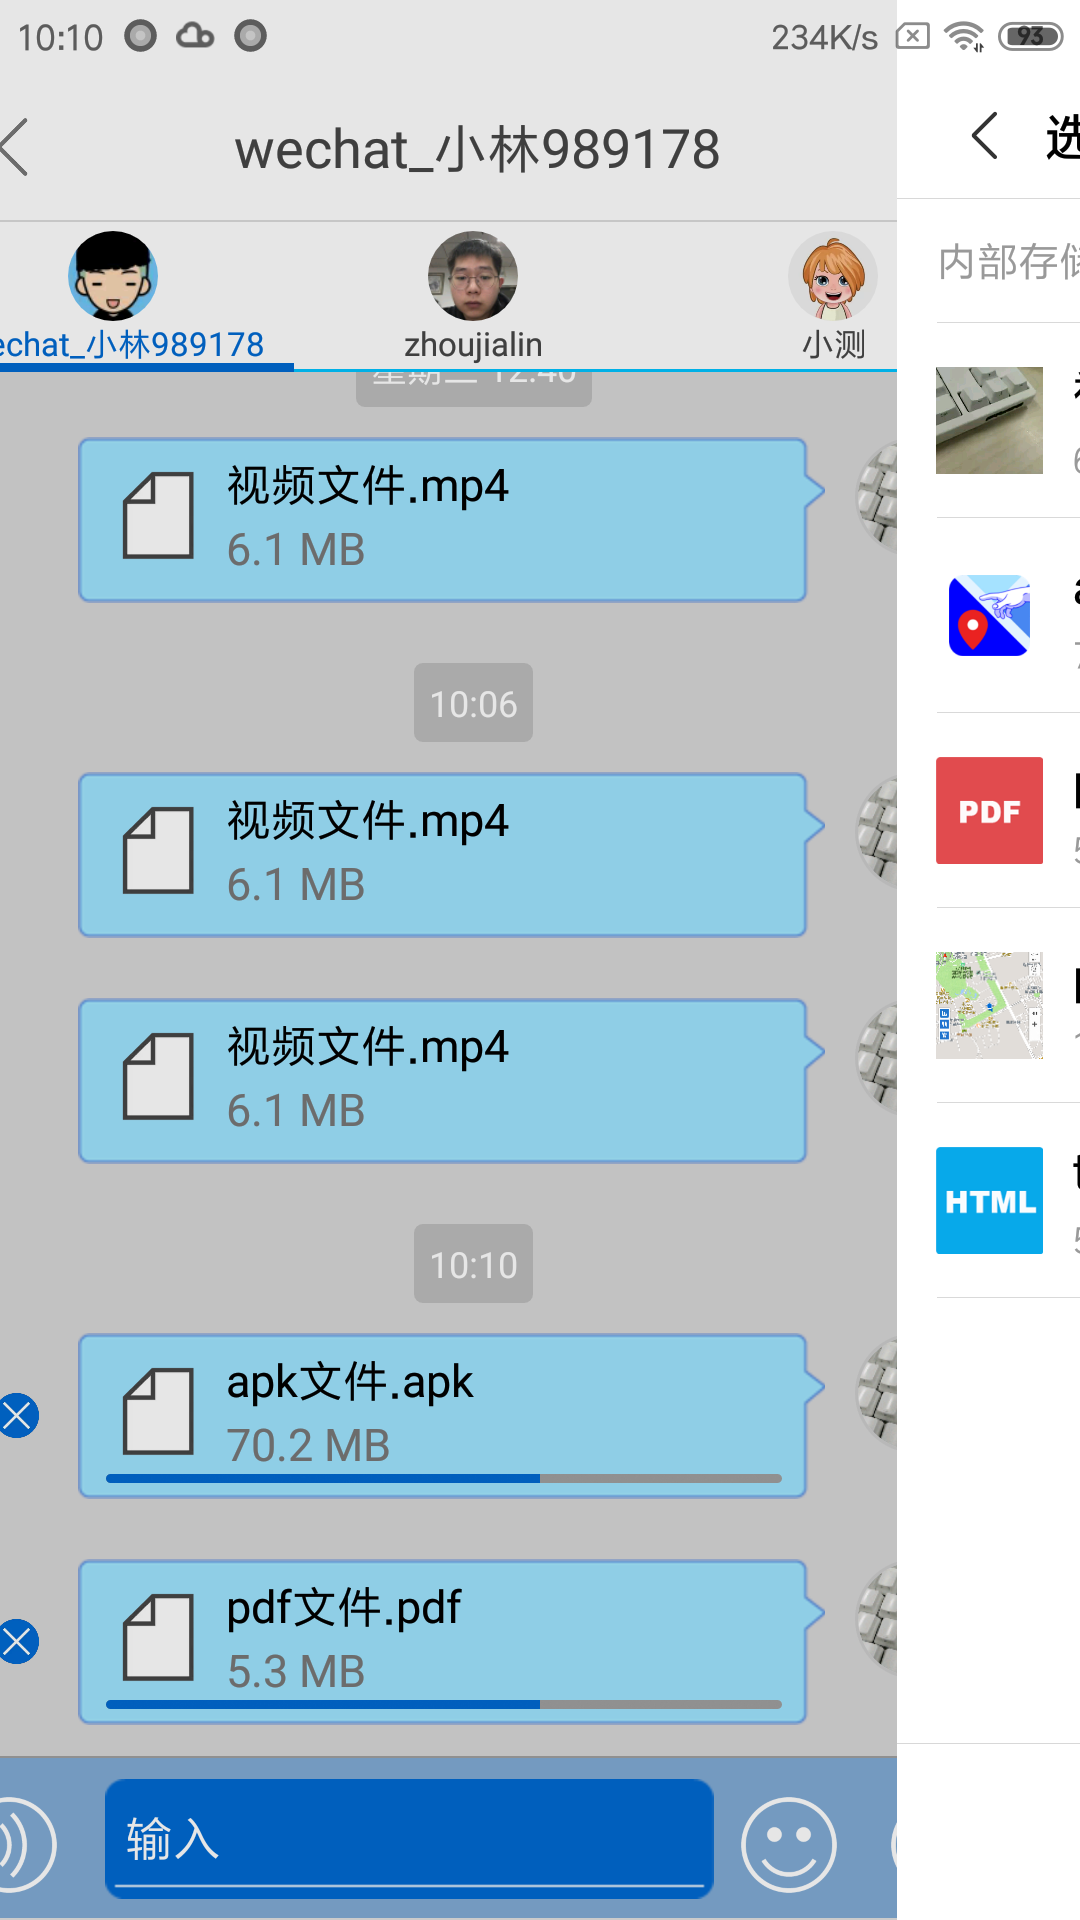 10:10
234K/s
93
wechat_小林989178
选
内部存储
echat_小林989178
zhoujialin
小测
视频文件.mp4
6.1 MB
10:06
视频文件.mp4
6.1 MB
PDF
视频文件.mp4
6.1 MB
HTML
10:10
apk文件.apk
70.2 MB
pdf文件.pdf
5.3 MB
输入